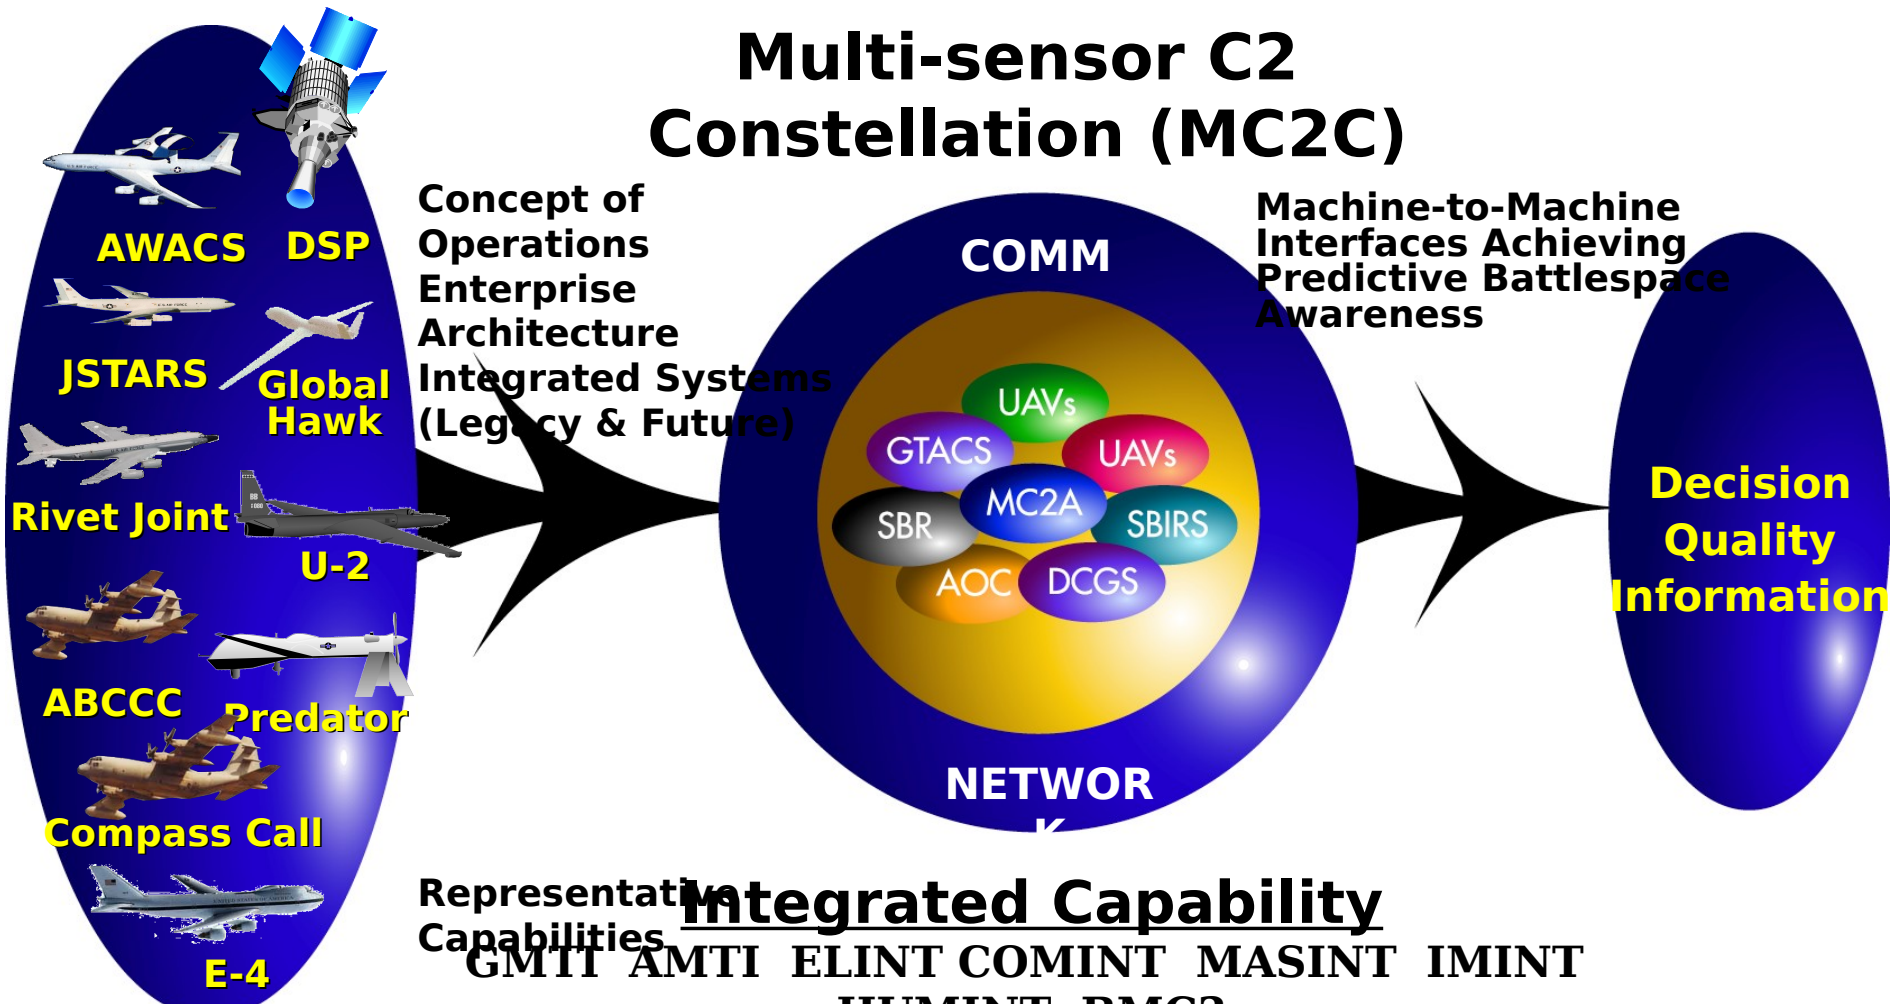 Multi-sensor C2
Constellation (MC2C)
AWACS
DSP
JSTARS
Global
Hawk
Rivet Joint
U-2
ABCCC
Predator
Compass Call
E-4
Concept of
Operations
Enterprise
Architecture
Integrated Systems
(Legacy & Future)
COMM
UAVs
GTACS
UAVs
MC2A
SBR
SBIRS
AOC
DCGS
NETWOR
K
Machine-to-Machine
Interfaces Achieving
Predictive Battlespace
Awareness
Decision
Quality
Information
Representative
Capabilities
Integrated Capability
GMTI AMTI ELINT COMINT MASINT IMINT
HUMINT